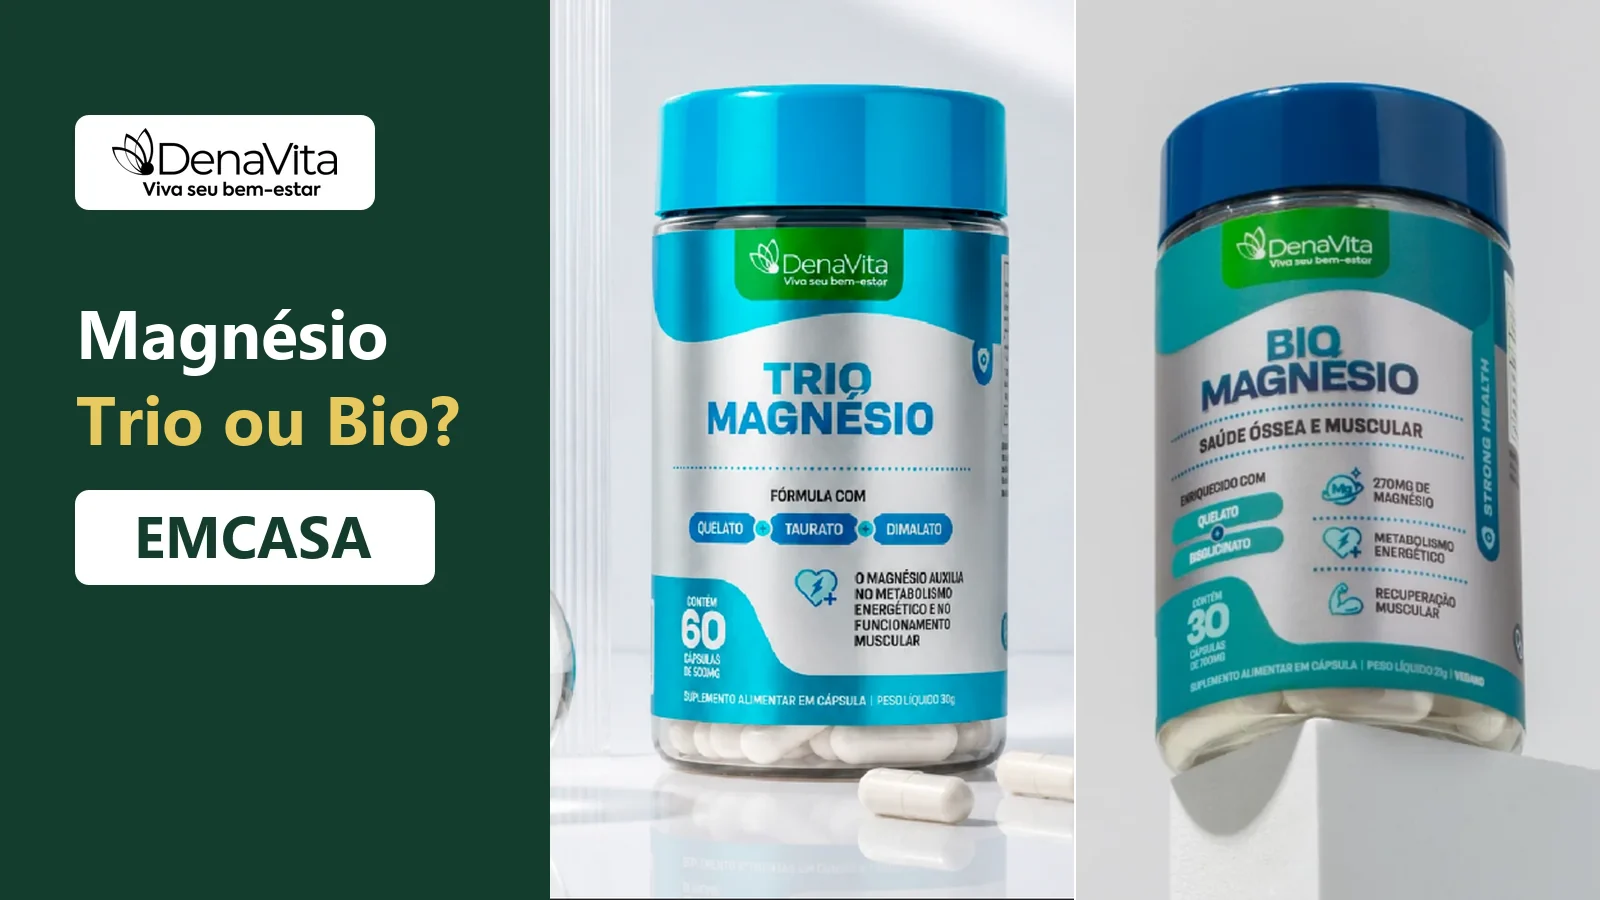 DenaVita
Viva seu bem-estar
Magnésio
Trio ou Bio?
EMCASA
DenaVita
Viva seu bem-estar
TRIO
MAGNÉSIO
FÓRMULA COM
QUELATO + TAURATO + DIMALATO
O MAGNÉSIO AUXILIA
NO METABOLISMO
ENERGÉTICO E NO
FUNCIONAMENTO
MUSCULAR
CONTÉM
60
CÁPSULAS
DE 500MG
SUPLEMENTO ALIMENTAR EM CÁPSULA | PESO LÍQUIDO 30g
DenaVita
Viva seu bem-estar
BIO
MAGNÉSIO
SAÚDE ÓSSEA E MUSCULAR
ENRIQUECIDO COM
QUELATO
+
BISGLICINATO
Mg
270MG DE
MAGNÉSIO
METABOLISMO
ENERGÉTICO
RECUPERAÇÃO
MUSCULAR
STRONG HEALTH
CONTÉM
30
CÁPSULAS
DE 700MG
SUPLEMENTO ALIMENTAR EM CÁPSULA | PESO LÍQUIDO 21g | VEGANO